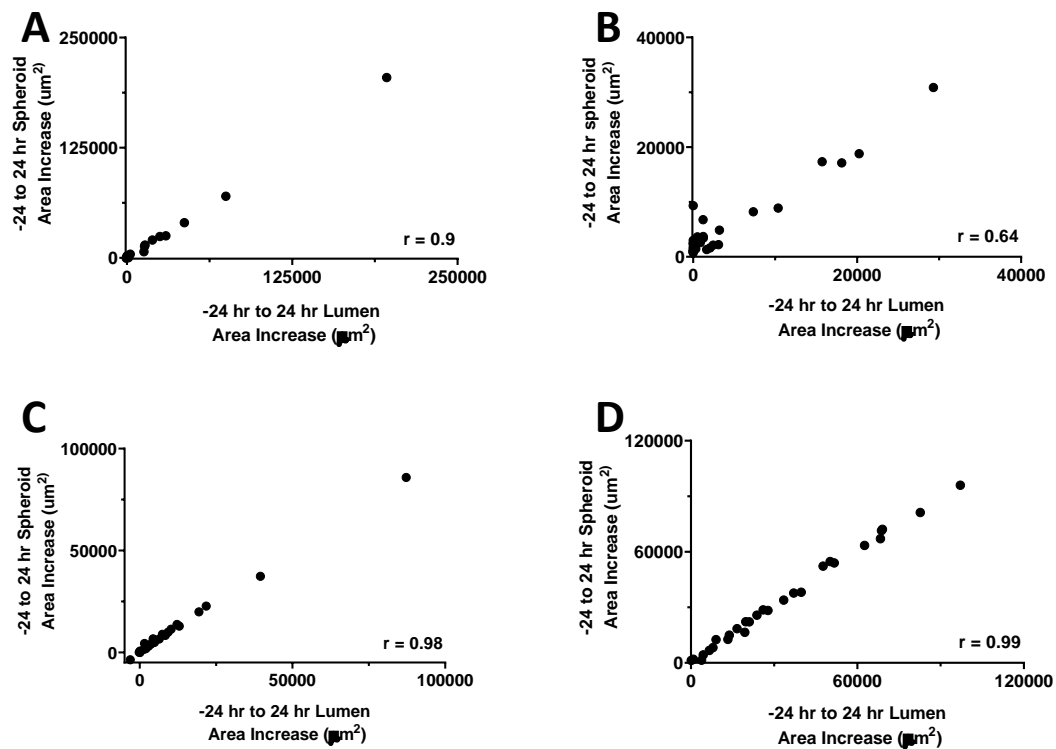 A
-24 to 24 hr Spheroid
Area Increase (um²)
250000
125000
0
0
125000
250000
r = 0.9
-24 hr to 24 hr Lumen
Area Increase (µm²)
B
-24 to 24 hr spheroid
Area Increase (um²)
40000
20000
0
0
20000
40000
r = 0.64
-24 hr to 24 hr Lumen
Area Increase (µm²)
C
-24 to 24 hr Spheroid
Area Increase (um²)
100000
50000
0
0
50000
100000
r = 0.98
-24 hr to 24 hr Lumen
Area Increase (µm²)
D
-24 to 24 hr Spheroid
Area Increase (um²)
120000
60000
0
0
60000
120000
r = 0.99
-24 hr to 24 hr Lumen
Area Increase (µm²)